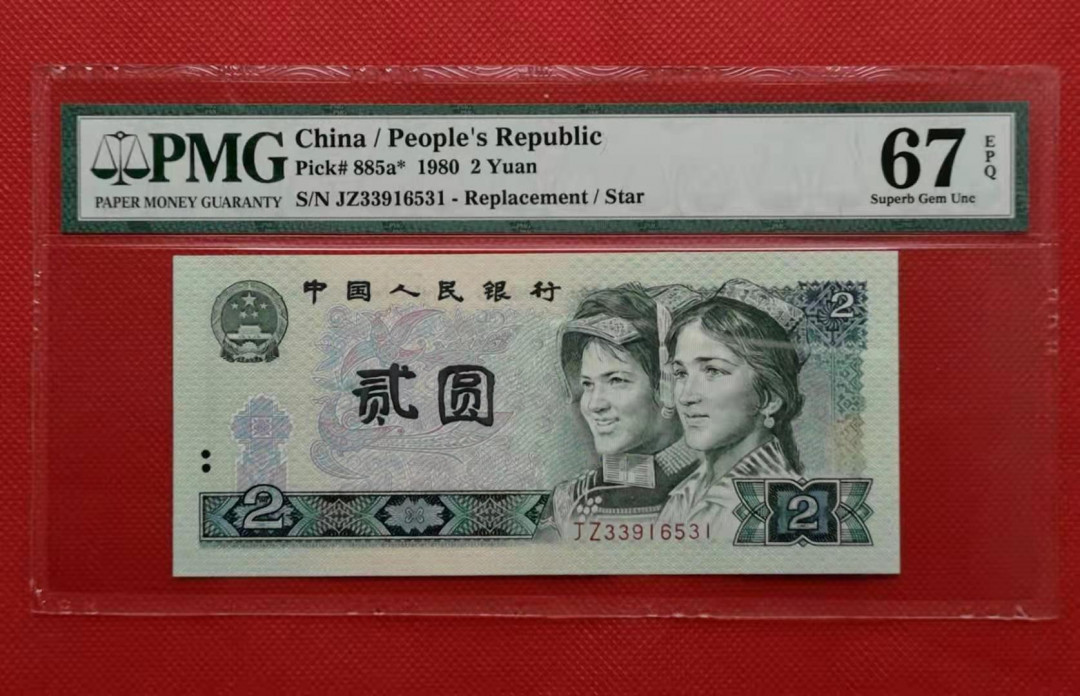 PMG
PAPER MONEY GUARANTY
China / People's Republic
Pick# 885a* 1980 2 Yuan
S/N JZ33916531 - Replacement / Star
67
EPQ
Superb Gem Unc
中国人民银行
2
贰圆
2
JZ33916531
2